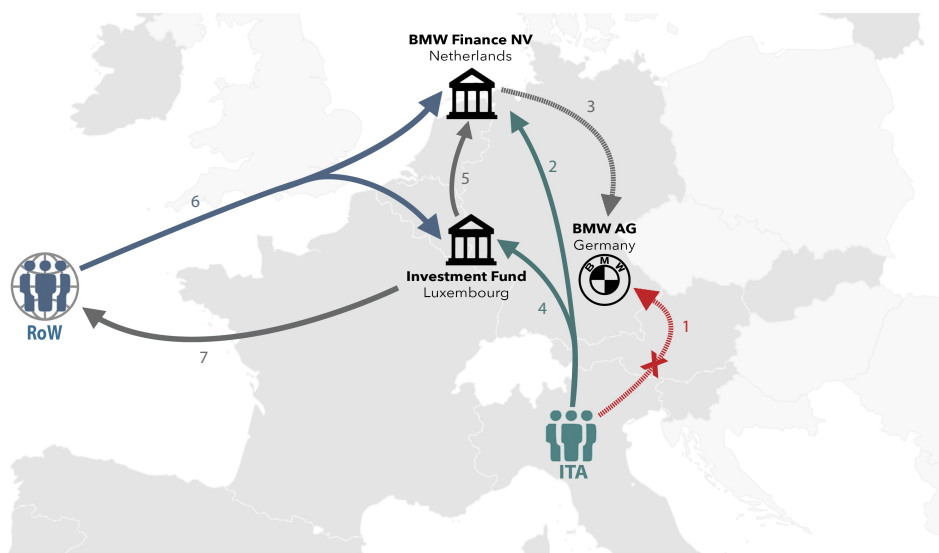 BMW Finance NV
Netherlands
3
2
5
6
BMW AG
Germany
BMW
Investment Fund
Luxembourg
4
1
RoW
7
ITA